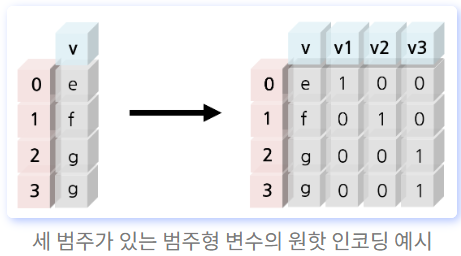 v
0 e
1 f
2 g
3 g
v v1 v2 v3
0 e 1 0 0
1 f 0 1 0
2 g 0 0 1
3 g 0 0 1
세 범주가 있는 범주형 변수의 원핫 인코딩 예시